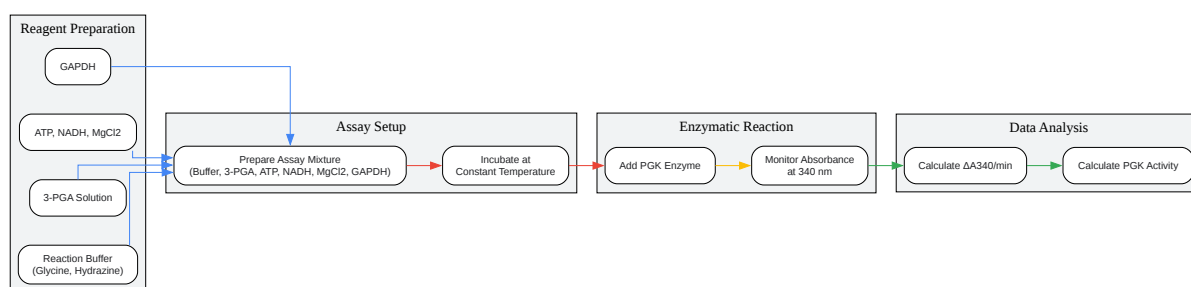 Reagent Preparation
GAPDH
ATP, NADH, MgCl2
3-PGA Solution
Reaction Buffer
(Glycine, Hydrazine)
Assay Setup
Prepare Assay Mixture
(Buffer, 3-PGA, ATP, NADH, MgCl2, GAPDH)
Incubate at
Constant Temperature
Enzymatic Reaction
Add PGK Enzyme
Monitor Absorbance
at 340 nm
Data Analysis
Calculate ΔA340/min
Calculate PGK Activity